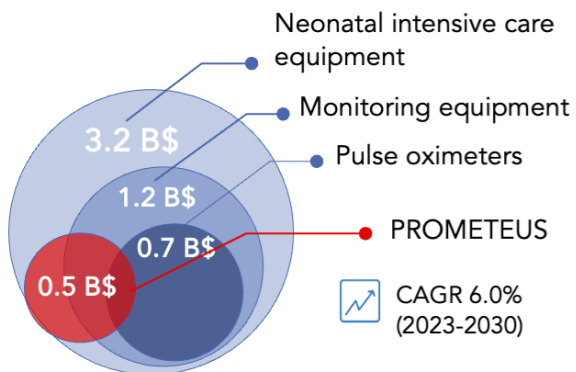 Neonatal intensive care
equipment
3.2 B$
Monitoring equipment
1.2 B$
Pulse oximeters
0.7 B$
PROMETEUS
0.5 B$
CAGR 6.0%
(2023-2030)